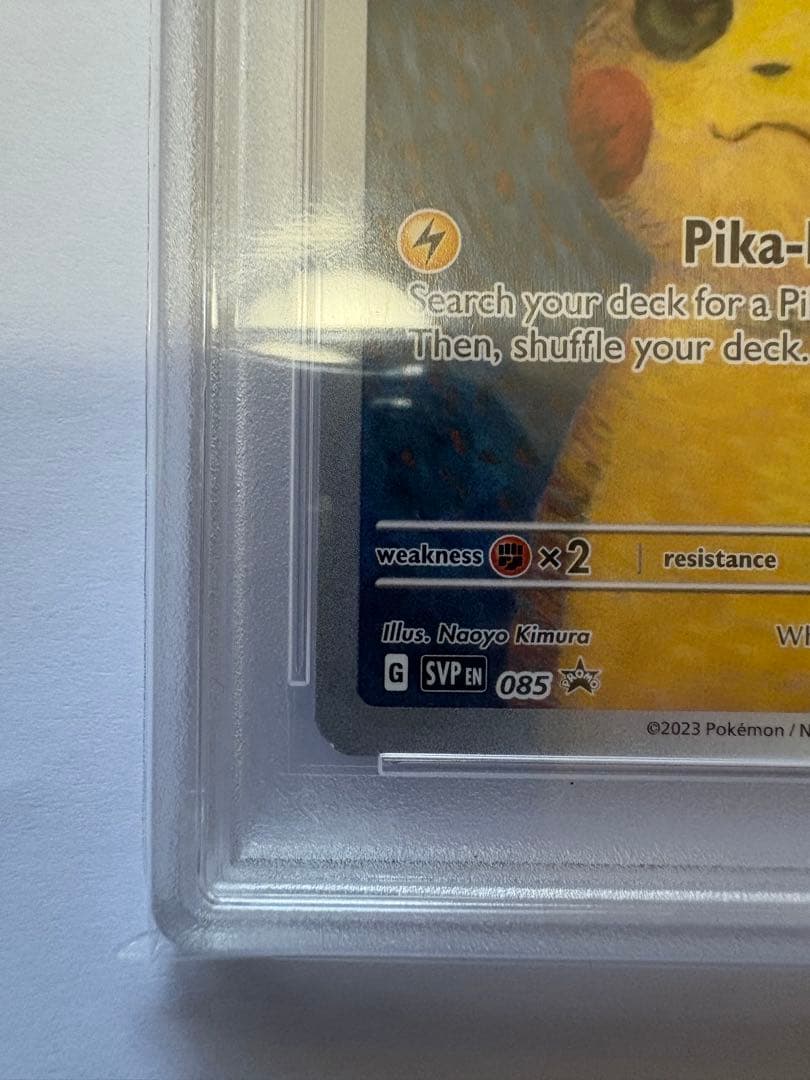 Pika-
Search your deck for a Pi
Then, shuffle your deck.
weakness ×2 | resistance
Illus. Naoyo Kimura
Wh
G SVP EN 085 PROMO
©2023 Pokémon / N